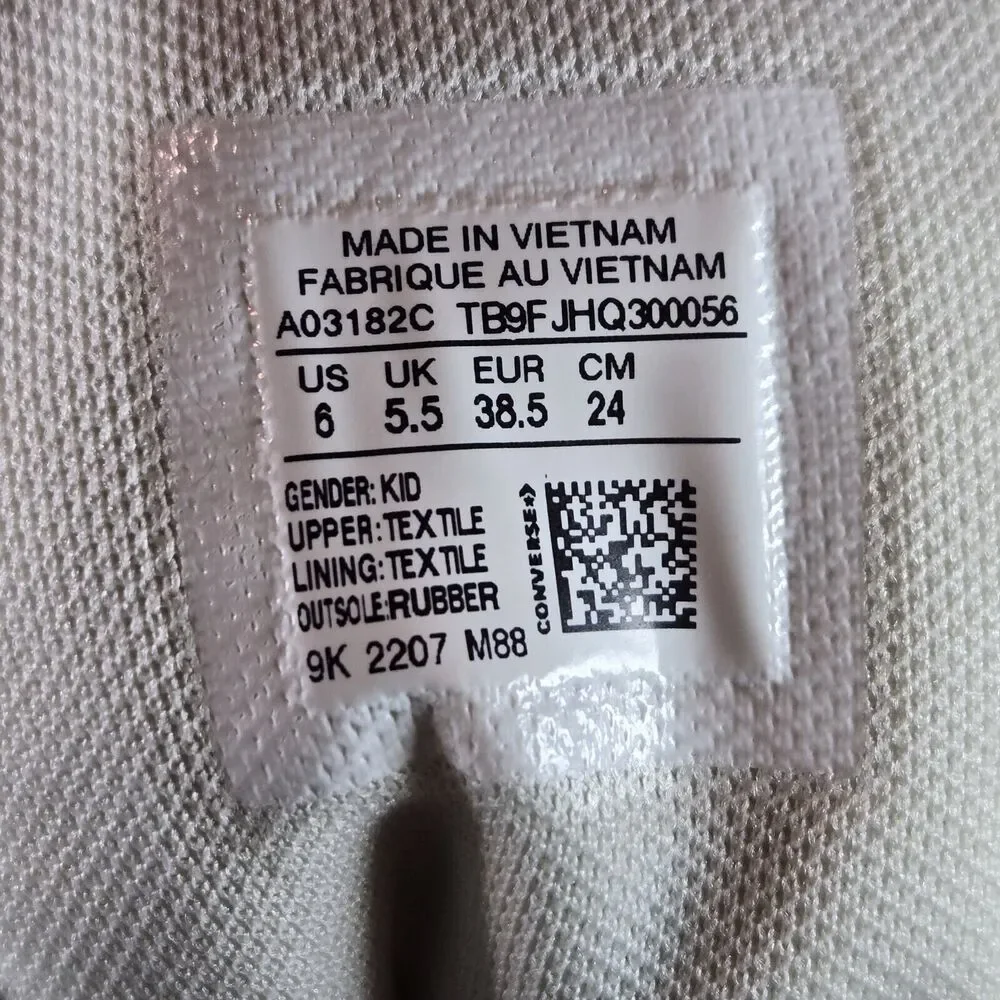 MADE IN VIETNAM
FABRIQUE AU VIETNAM
A03182C TB9FJHQ300056
US UK EUR CM
6 5.5 38.5 24
GENDER: KID
UPPER: TEXTILE
LINING: TEXTILE
OUTSOLE: RUBBER
9K 2207 M88
CONVERSE